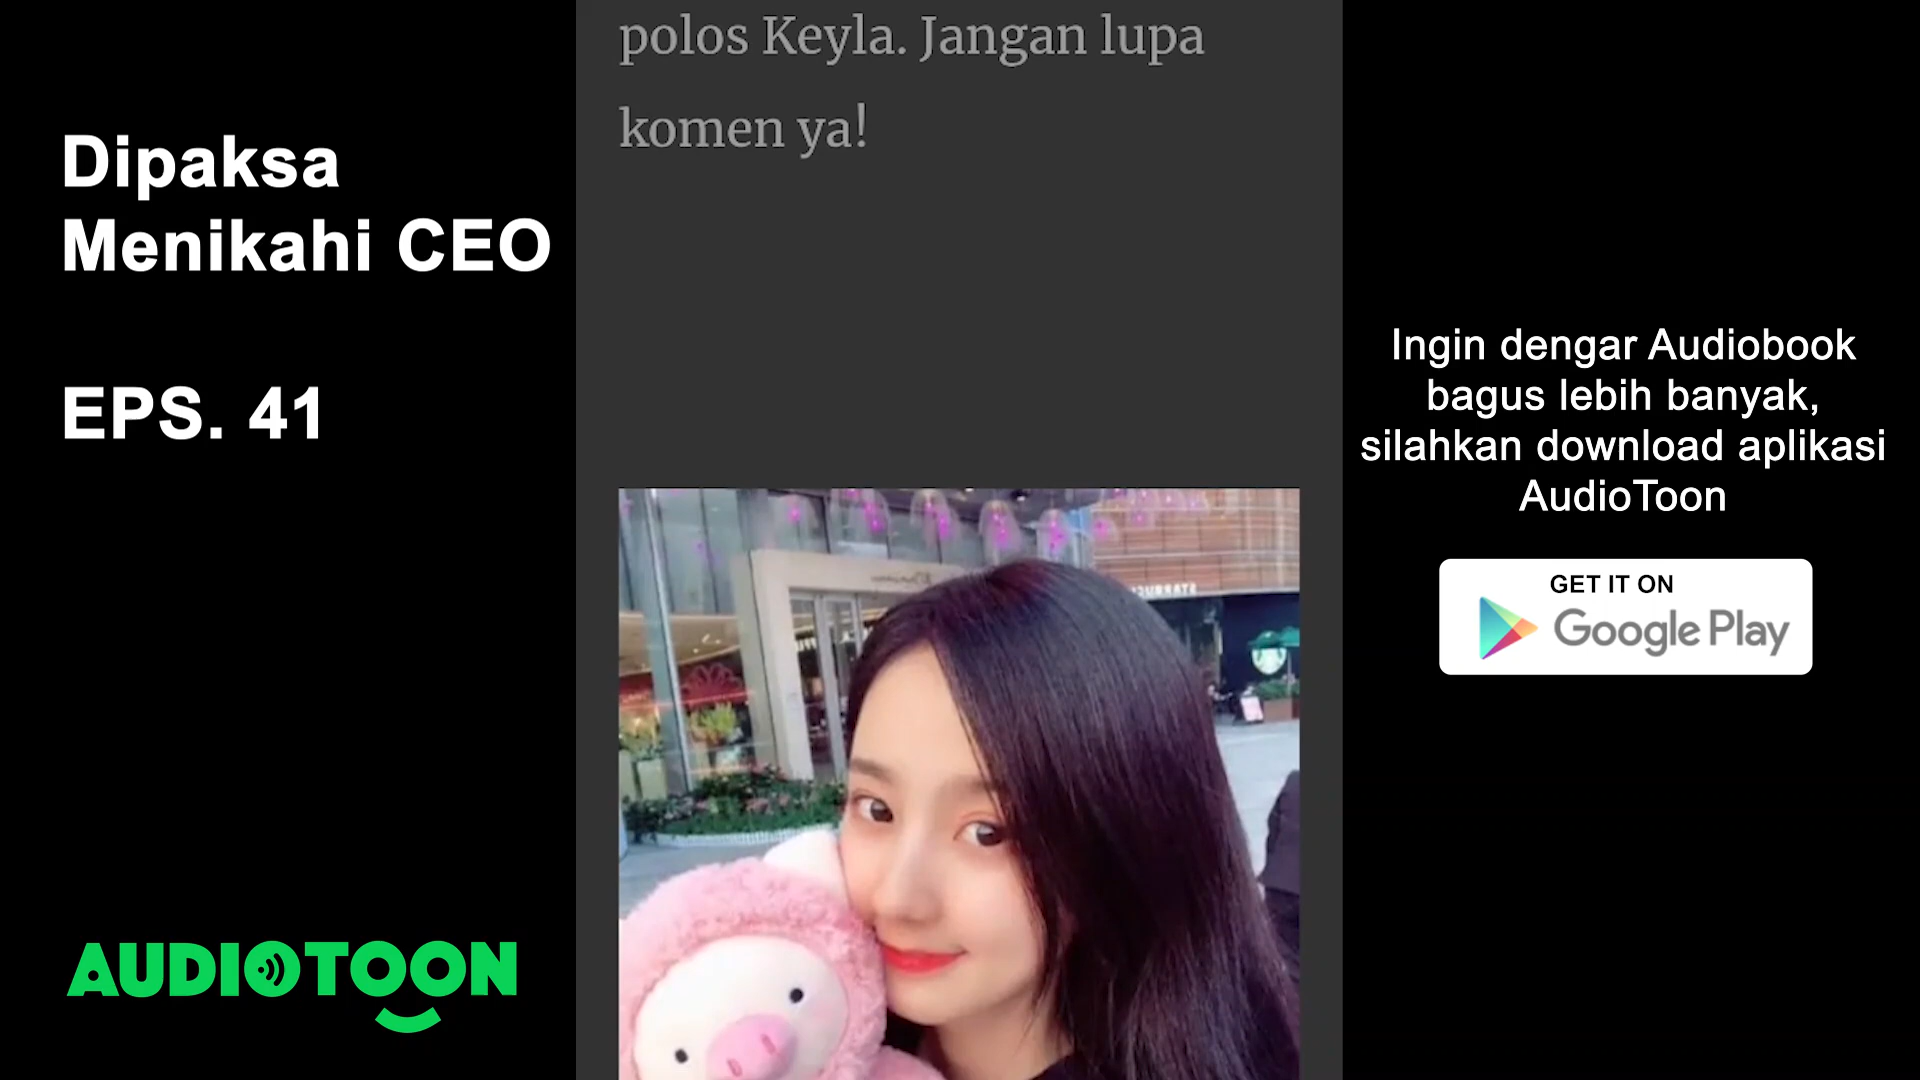 Dipaksa
Menikahi CEO
EPS. 41
AUDIOTOON
polos Keyla. Jangan lupa
komen ya!
Ingin dengar Audiobook
bagus lebih banyak,
silahkan download aplikasi
AudioToon
GET IT ON
Google Play